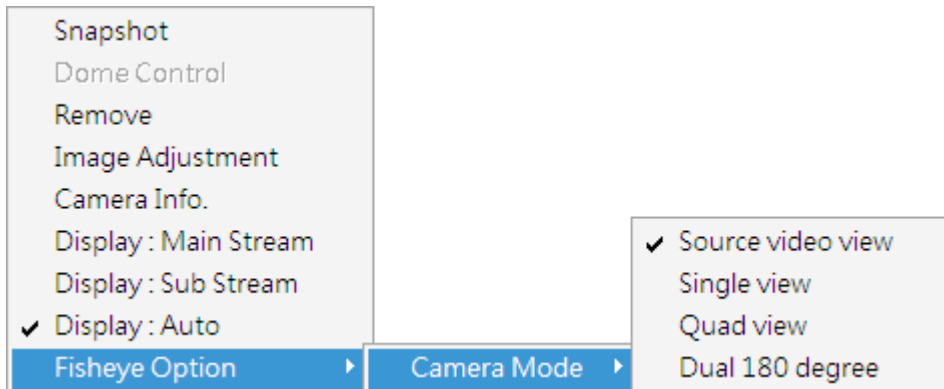 Snapshot
Dome Control
Remove
Image Adjustment
Camera Info.
Display : Main Stream
Display : Sub Stream
Display : Auto
Fisheye Option
Camera Mode
Source video view
Single view
Quad view
Dual 180 degree